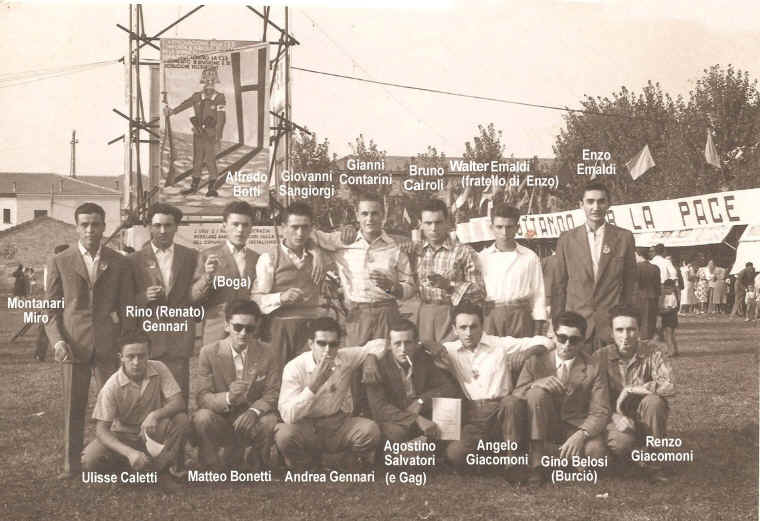 LA PACE
Enzo
Emaldi
Walter Emaldi
(fratello di Enzo)
Bruno
Cairoli
Gianni
Contarini
Giovanni
Sangiorgi
Alfredo
Botti
(Boga)
Rino (Renato)
Gennari
Montanari
Miro
Ulisse Caletti
Matteo Bonetti
Andrea Gennari
Agostino
Salvatori
(e Gag)
Angelo
Giacomoni
Gino Belosi
(Burciò)
Renzo
Giacomoni